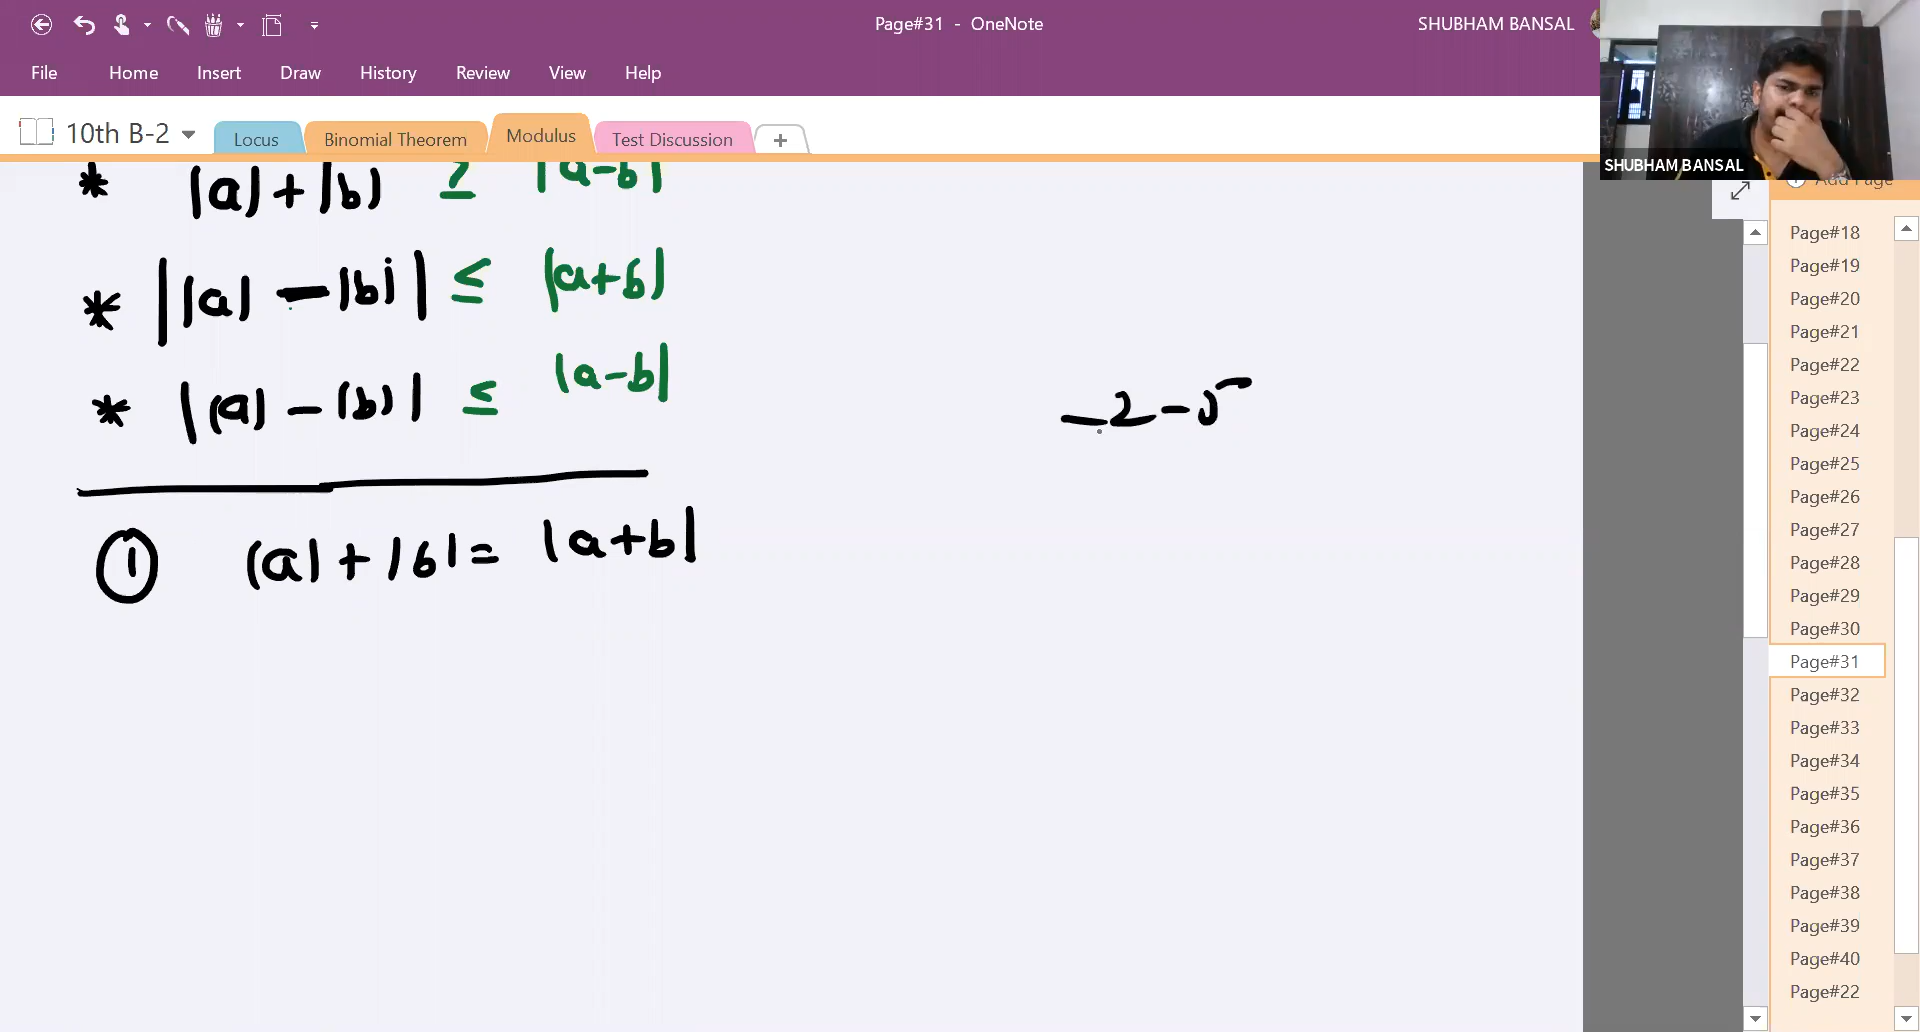 Page#31 - OneNote
SHUBHAM BANSAL
File Home Insert Draw History Review View Help
SHUBHAM BANSAL
10th B-2 Locus Binomial Theorem Modulus Test Discussion +
Add Page
* |a|+|b| ≥ |a-b|
* ||a| - |b|| ≤ |a+b|
* ||a| - |b|| ≤ |a-b|
-2-5
① |a|+|b| = |a+b|
Page#18
Page#19
Page#20
Page#21
Page#22
Page#23
Page#24
Page#25
Page#26
Page#27
Page#28
Page#29
Page#30
Page#31
Page#32
Page#33
Page#34
Page#35
Page#36
Page#37
Page#38
Page#39
Page#40
Page#22